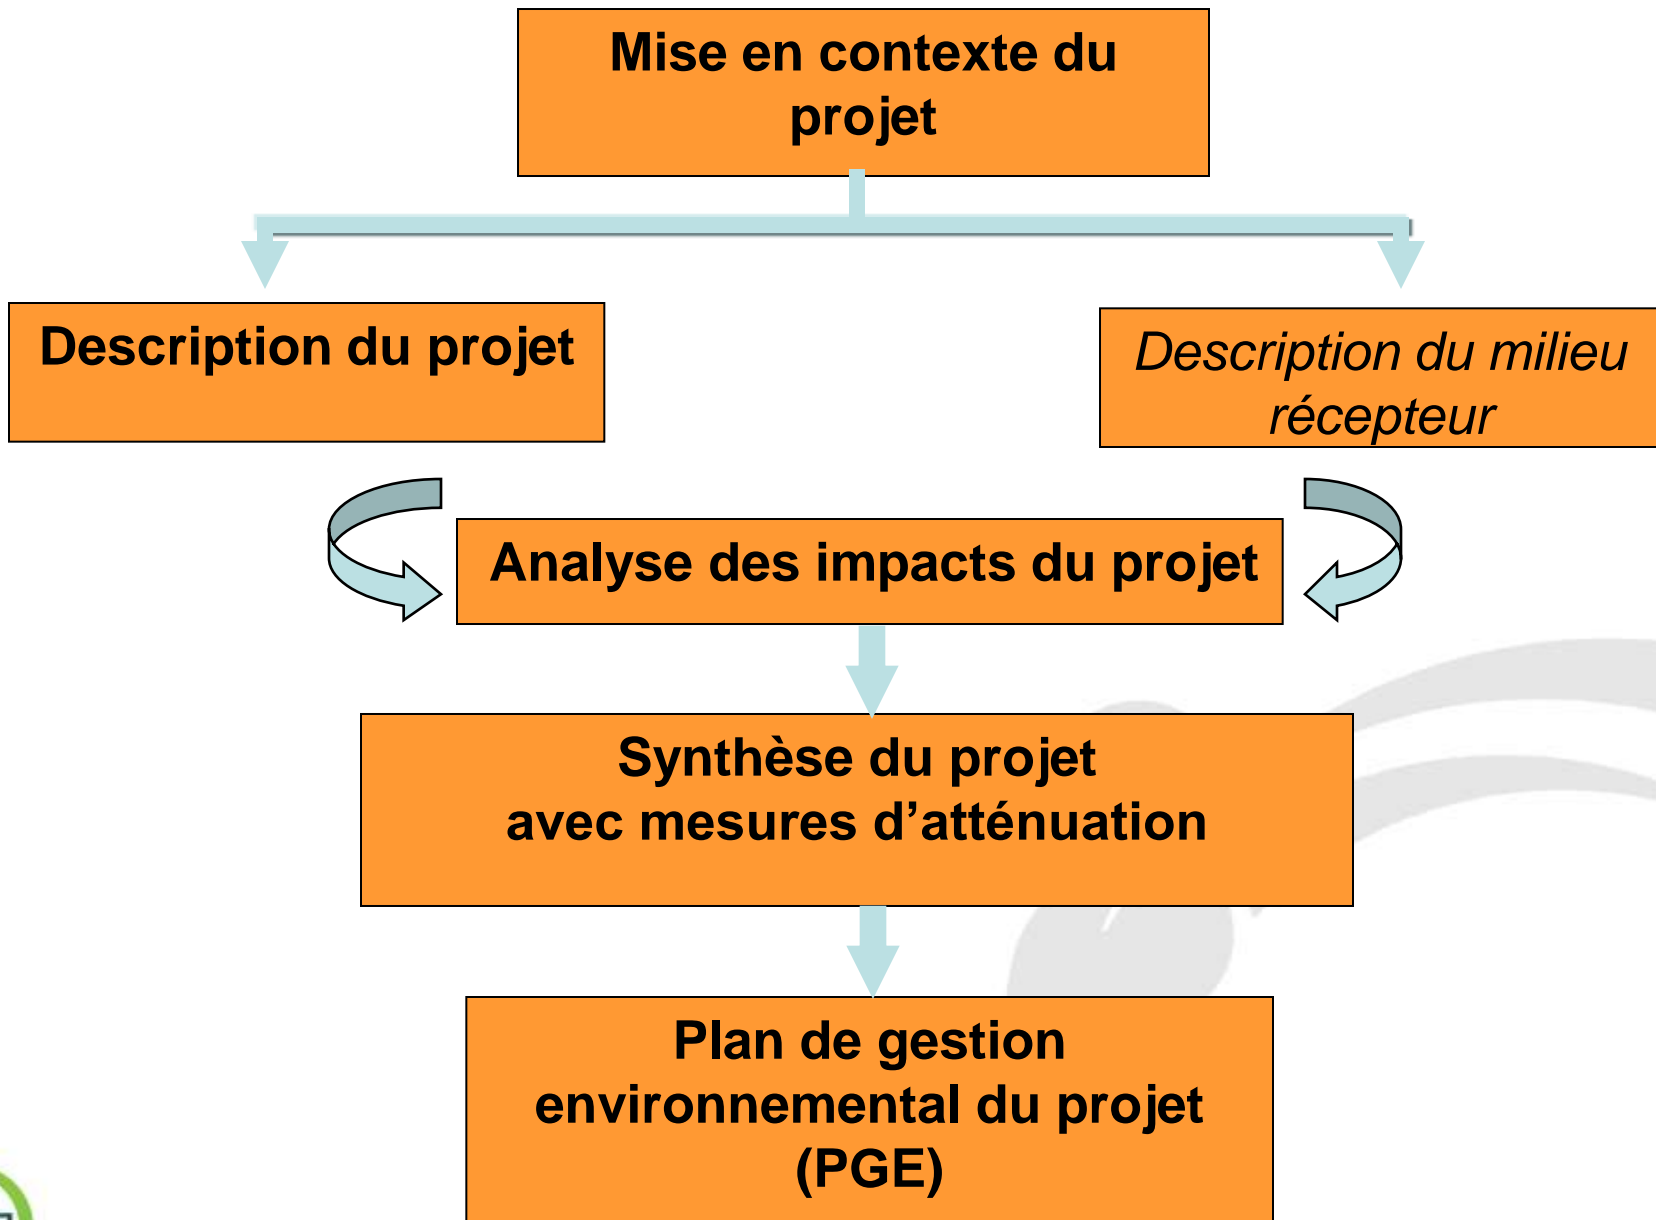 Mise en contexte du
projet
Description du projet
Description du milieu
récepteur
Analyse des impacts du projet
Synthèse du projet
avec mesures d’atténuation
Plan de gestion
environnemental du projet
(PGE)